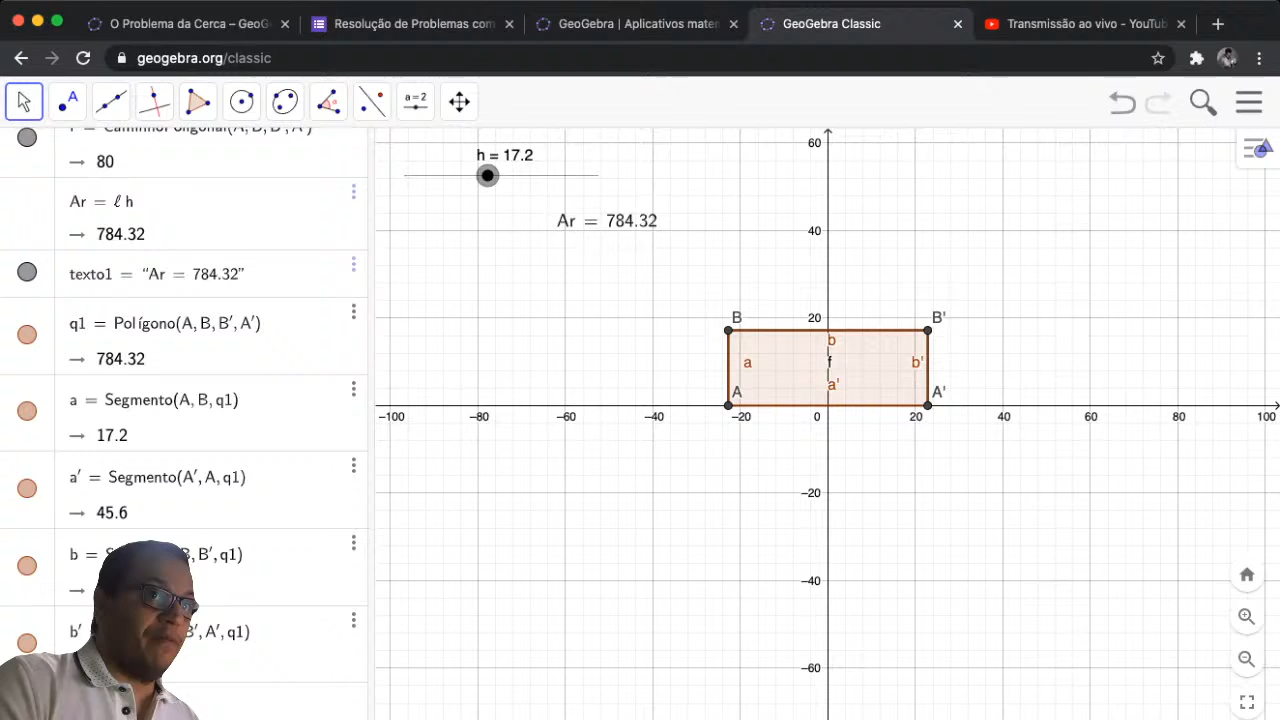 O Problema da Cerca – GeoG
Resolução de Problemas com
GeoGebra | Aplicativos mater
GeoGebra Classic
Transmissão ao vivo - YouTub
geogebra.org/classic
A
a=2
→ 80
Ar = ℓ h
→ 784.32
texto1 = “Ar = 784.32”
q1 = Polígono(A, B, B′, A′)
→ 784.32
a = Segmento(A, B, q1)
→ 17.2
a′ = Segmento(A′, A, q1)
→ 45.6
b = B, B′, q1)
→
b′ B′, A′, q1)
h = 17.2
Ar = 784.32
60
40
20
B
B'
b
a
f
b'
a'
A
A'
-100
-80
-60
-40
-20
0
20
40
60
80
100
-20
-40
-60